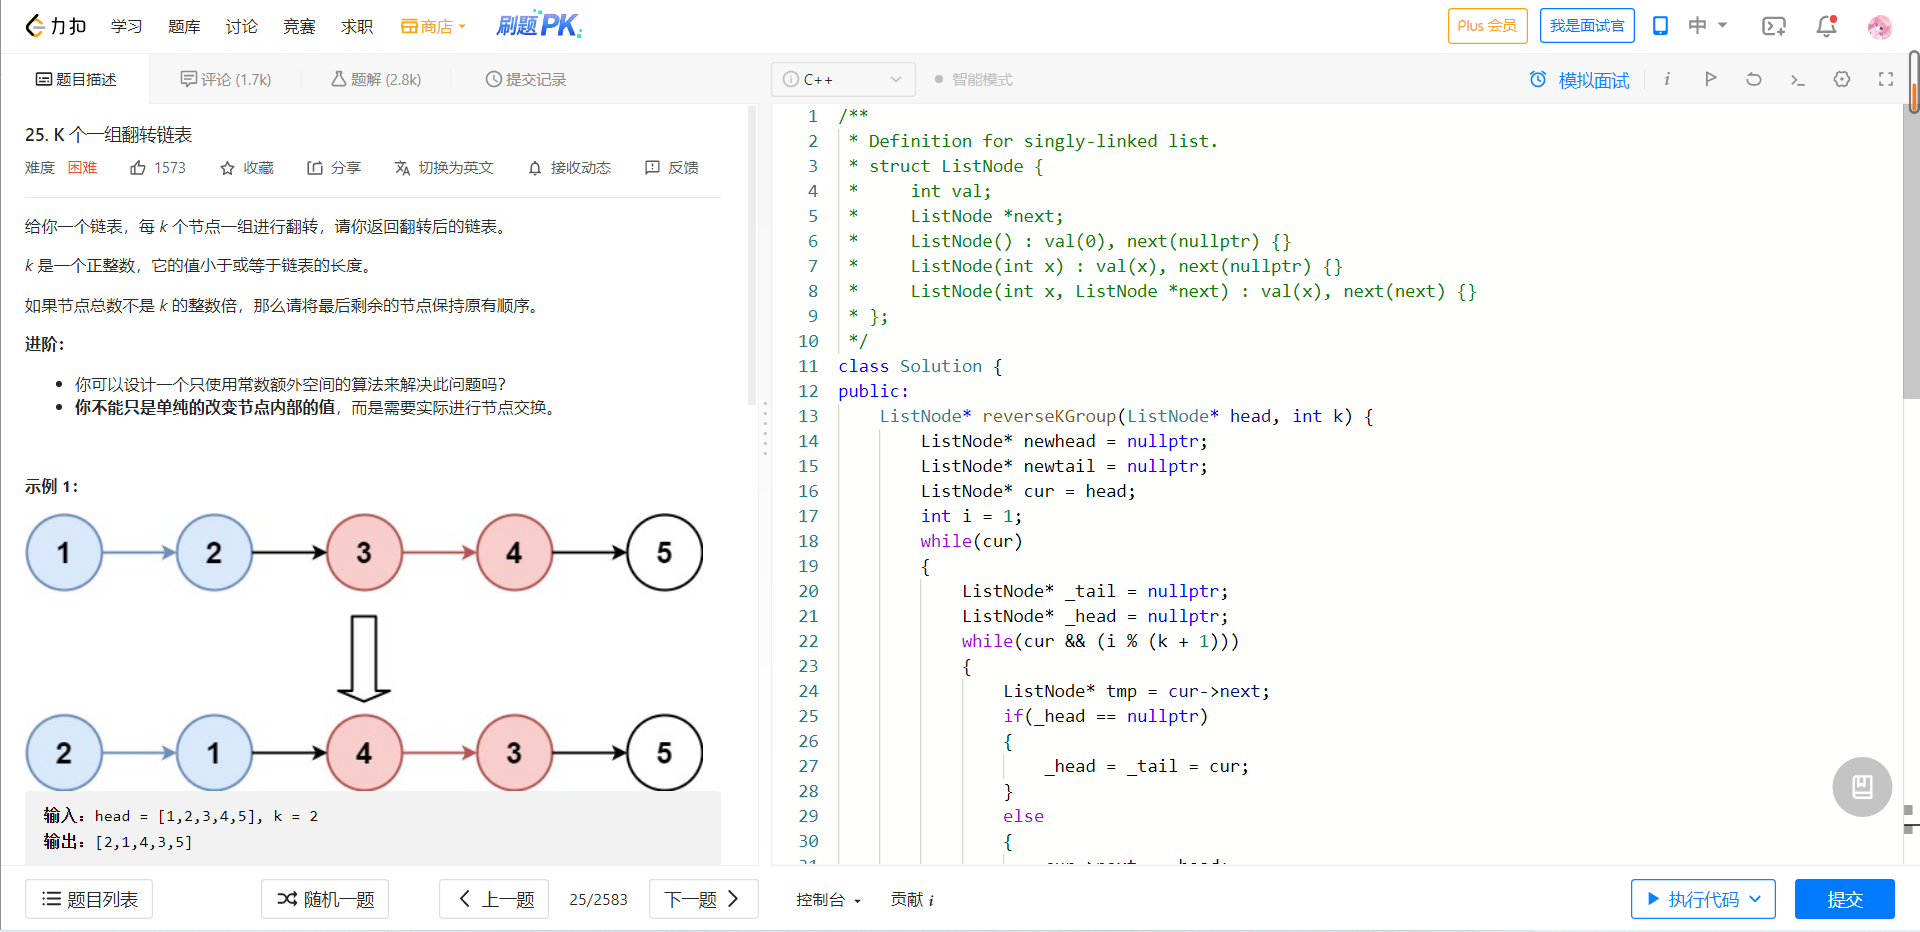 力扣 学习 题库 讨论 竞赛 求职 商店 刷题PK Plus 会员 我是面试官 中
题目描述 评论 (1.7k) 题解 (2.8k) 提交记录
25. K 个一组翻转链表
难度 困难 1573 收藏 分享 切换为英文 接收动态 反馈
给你一个链表，每 k 个节点一组进行翻转，请你返回翻转后的链表。
k 是一个正整数，它的值小于或等于链表的长度。
如果节点总数不是 k 的整数倍，那么请将最后剩余的节点保持原有顺序。
进阶：
你可以设计一个只使用常数额外空间的算法来解决此问题吗？
你不能只是单纯的改变节点内部的值，而是需要实际进行节点交换。
示例 1：
1 2 3 4 5
2 1 4 3 5
输入：head = [1,2,3,4,5], k = 2
输出：[2,1,4,3,5]
C++ 智能模式 模拟面试
1 /**
2  * Definition for singly-linked list.
3  * struct ListNode {
4  *     int val;
5  *     ListNode *next;
6  *     ListNode() : val(0), next(nullptr) {}
7  *     ListNode(int x) : val(x), next(nullptr) {}
8  *     ListNode(int x, ListNode *next) : val(x), next(next) {}
9  * };
10  */
11 class Solution {
12 public:
13     ListNode* reverseKGroup(ListNode* head, int k) {
14         ListNode* newhead = nullptr;
15         ListNode* newtail = nullptr;
16         ListNode* cur = head;
17         int i = 1;
18         while(cur)
19         {
20             ListNode* _tail = nullptr;
21             ListNode* _head = nullptr;
22             while(cur && (i % (k + 1)))
23             {
24                 ListNode* tmp = cur->next;
25                 if(_head == nullptr)
26                 {
27                     _head = _tail = cur;
28                 }
29                 else
30                 {
题目列表 随机一题 上一题 25/2583 下一题 控制台 贡献 i 执行代码 提交